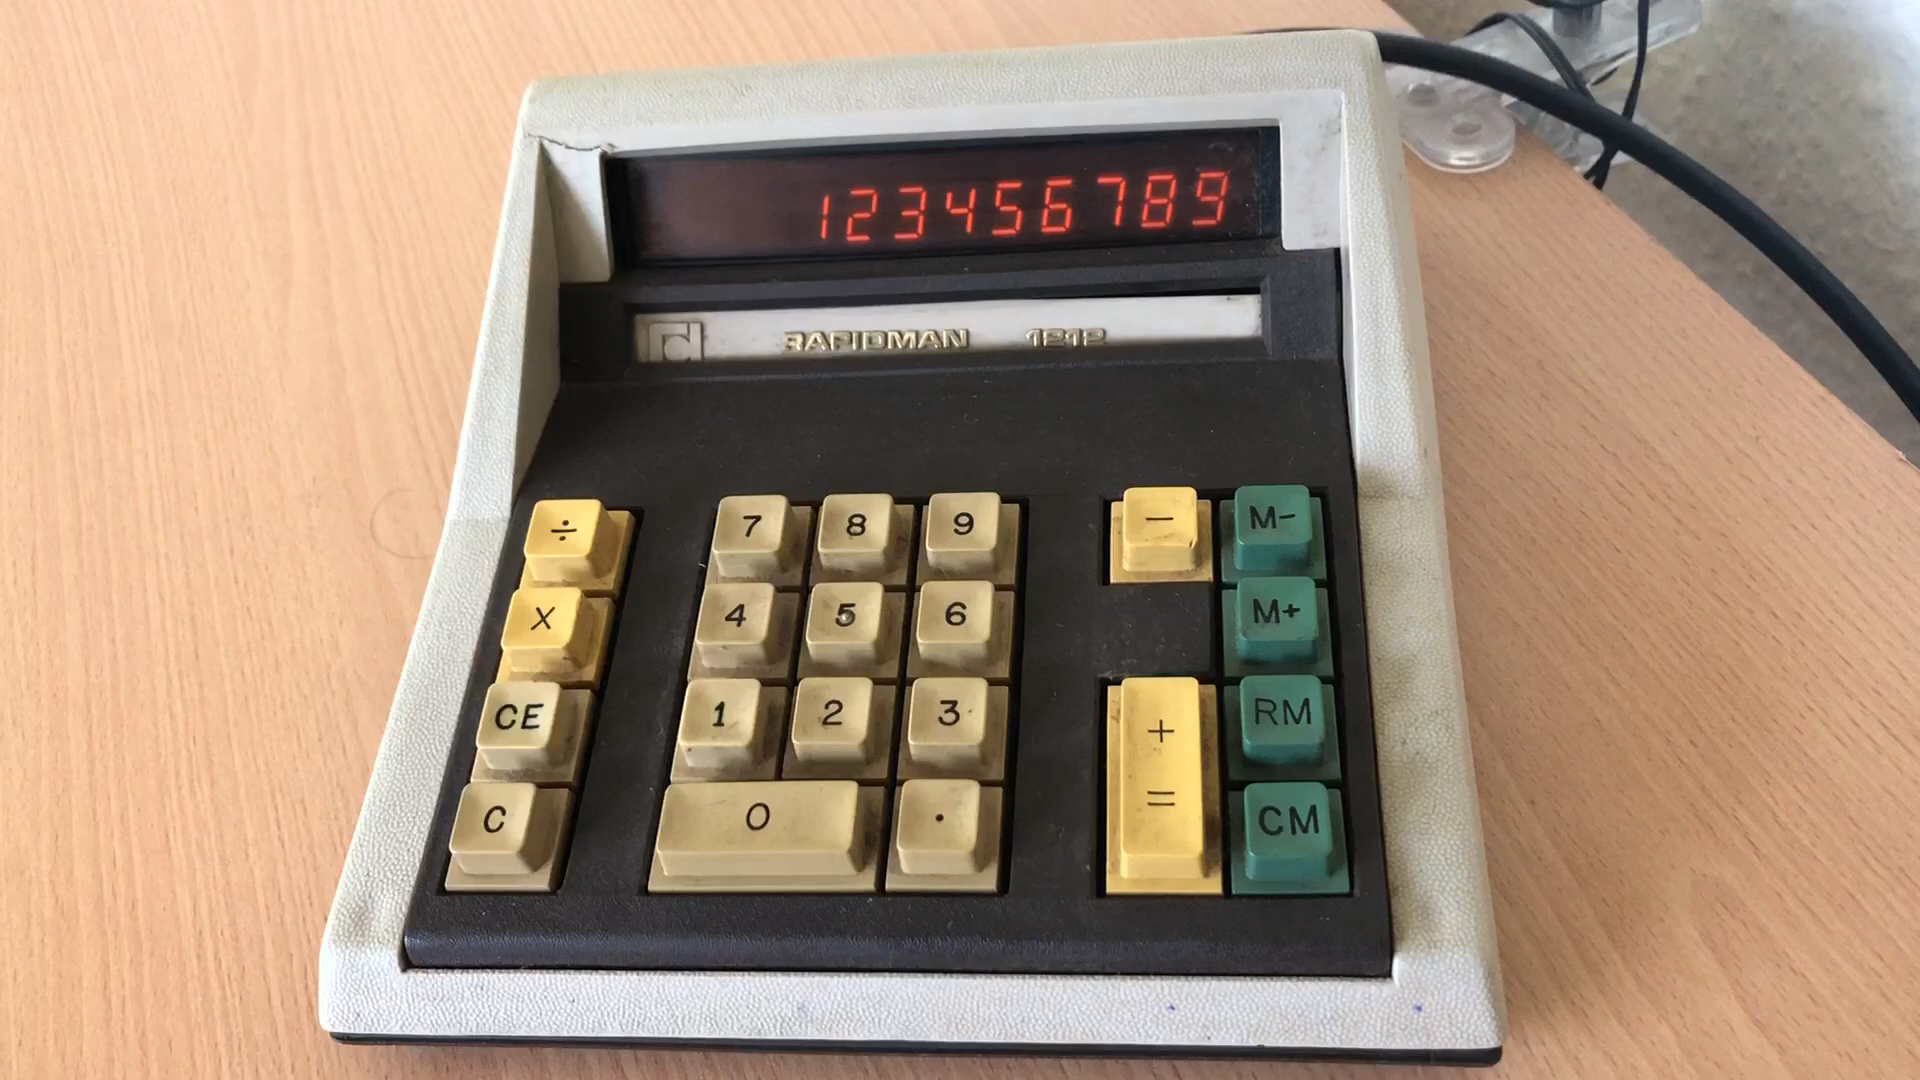 123456789
RAPIDMAN 1212
÷ 7 8 9 − M−
X 4 5 6 M+
CE 1 2 3 + RM
C 0 . = CM